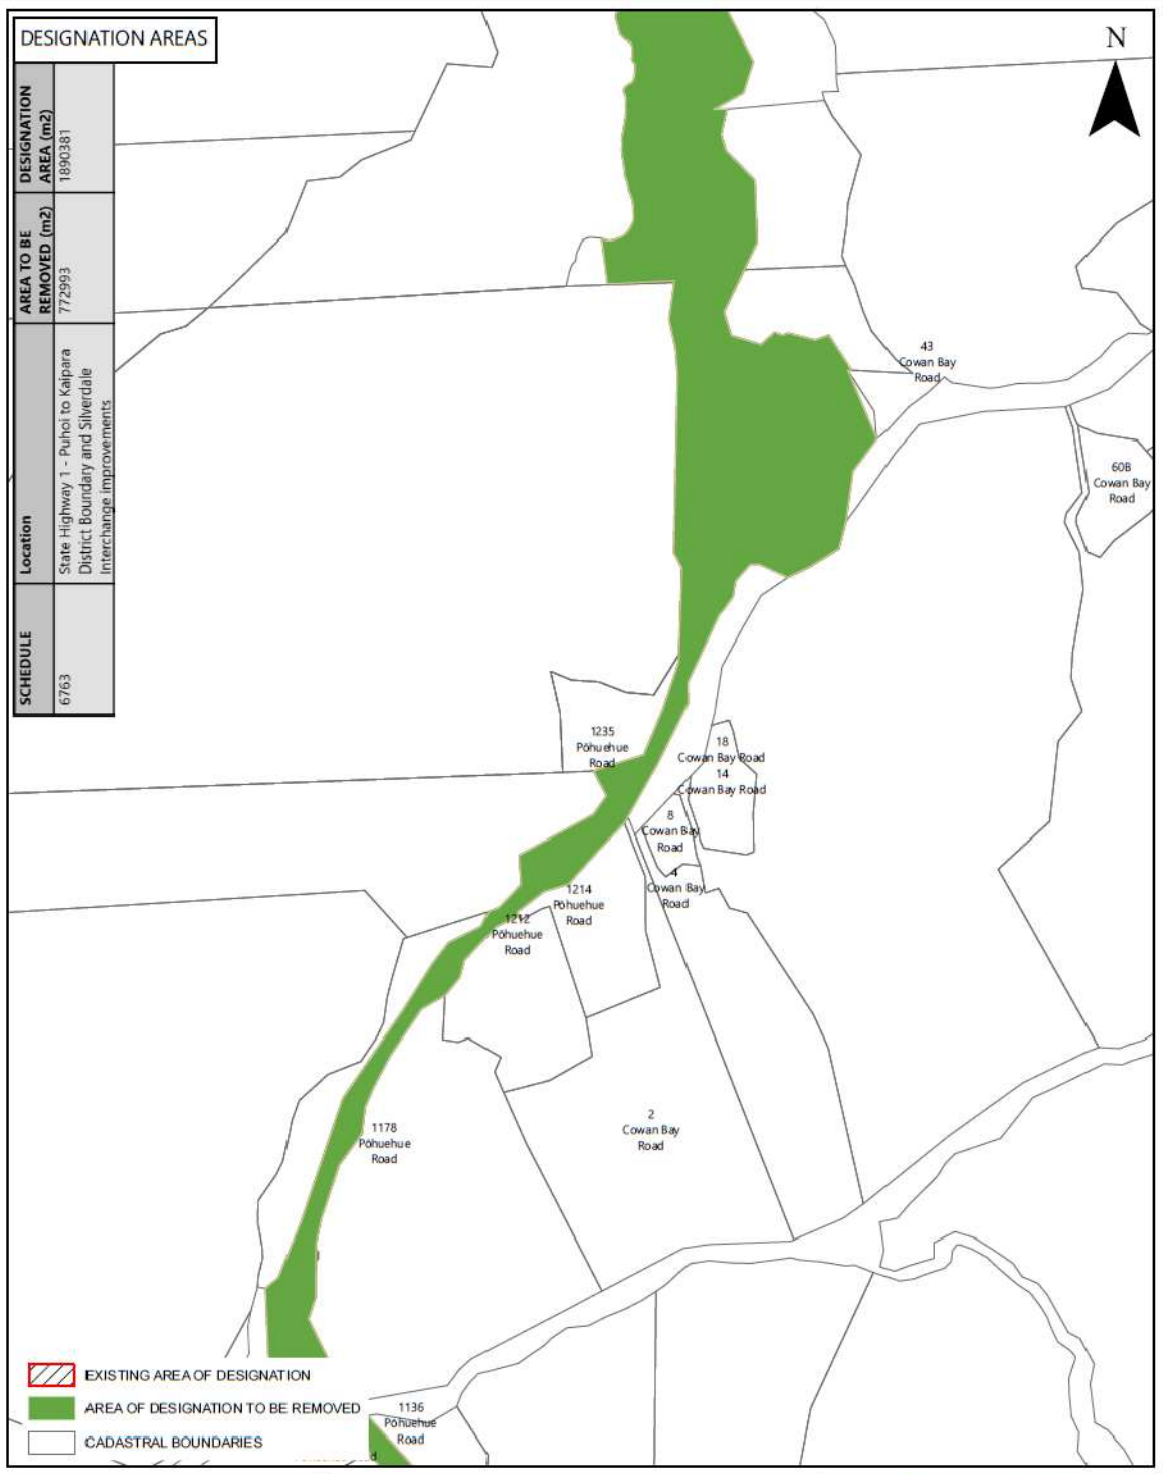 DESIGNATION AREAS
N
SCHEDULE
Location
AREA TO BE
REMOVED (m2)
DESIGNATION
AREA (m2)
6763
State Highway 1 - Puhoi to Kaipara
District Boundary and Silverdale
Interchange improvements
772993
1890381
43
Cowan Bay
Road
60B
Cowan Bay
Road
1235
Pōhuehue
Road
18
Cowan Bay Road
14
Cowan Bay Road
8
Cowan Bay
Road
4
Cowan Bay
Road
1214
Pōhuehue
Road
1212
Pōhuehue
Road
2
Cowan Bay
Road
1178
Pōhuehue
Road
1136
Pōhuehue
Road
EXISTING AREA OF DESIGNATION
AREA OF DESIGNATION TO BE REMOVED
CADASTRAL BOUNDARIES